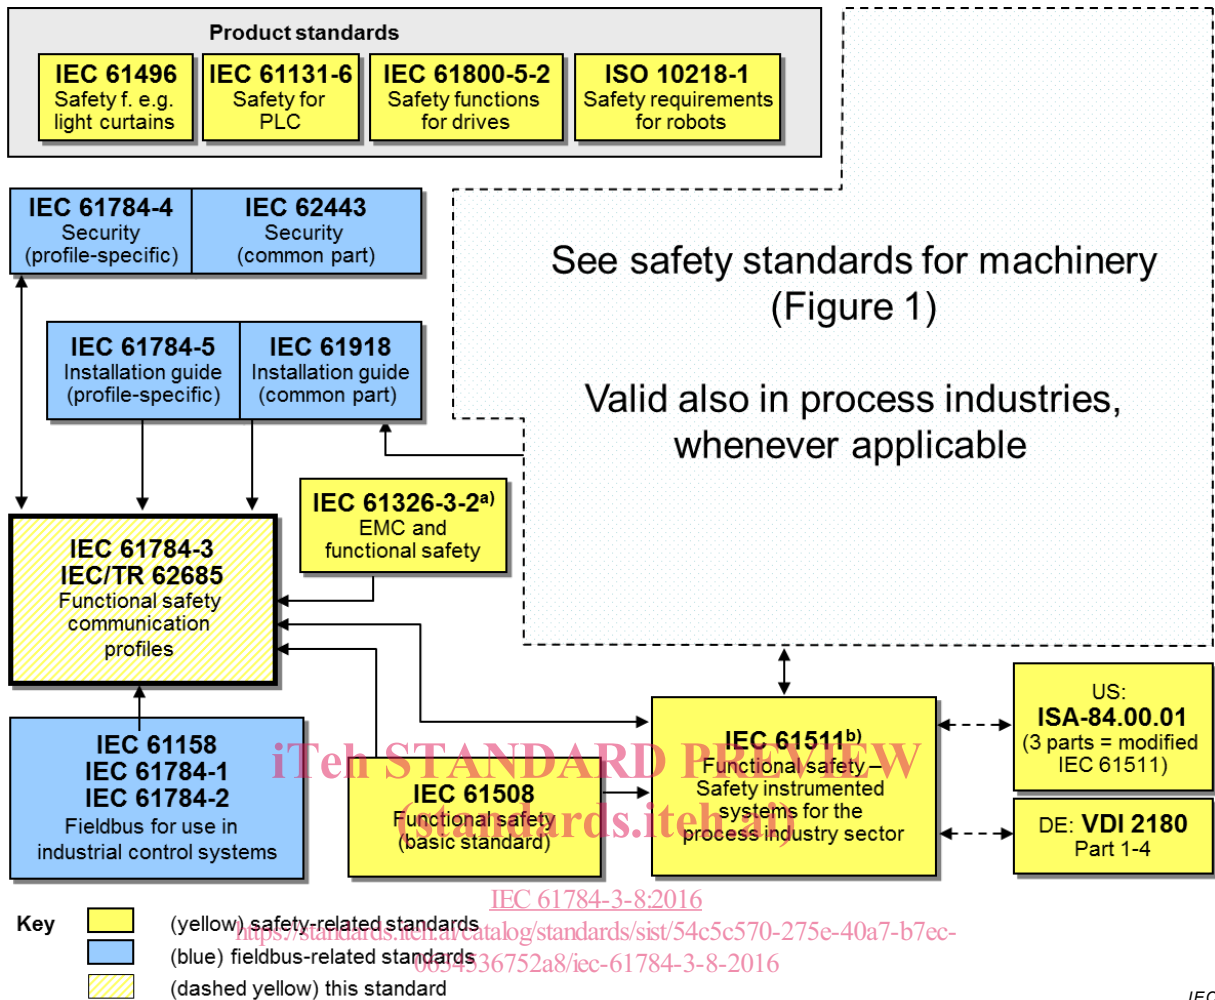 Product standards
IEC 61496
Safety f. e.g.
light curtains
IEC 61131-6
Safety for
PLC
IEC 61800-5-2
Safety functions
for drives
ISO 10218-1
Safety requirements
for robots
IEC 61784-4
Security
(profile-specific)
IEC 62443
Security
(common part)
See safety standards for machinery
(Figure 1)
Valid also in process industries,
whenever applicable
IEC 61784-5
Installation guide
(profile-specific)
IEC 61918
Installation guide
(common part)
IEC 61326-3-2a)
EMC and
functional safety
IEC 61784-3
IEC/TR 62685
Functional safety
communication
profiles
IEC 61158
IEC 61784-1
IEC 61784-2
Fieldbus for use in
industrial control systems
IEC 61508
Functional safety
(basic standard)
IEC 61511b)
Functional safety –
Safety instrumented
systems for the
process industry sector
US:
ISA-84.00.01
(3 parts = modified
IEC 61511)
DE: VDI 2180
Part 1-4
iTeh STANDARD PREVIEW
(standards.iteh.ai)
IEC 61784-3-8:2016
https://standards.iteh.ai/catalog/standards/sist/54c5c570-275e-40a7-b7ec-
0634536752a8/iec-61784-3-8-2016
Key
(yellow) safety-related standards
(blue) fieldbus-related standards
(dashed yellow) this standard
IEC